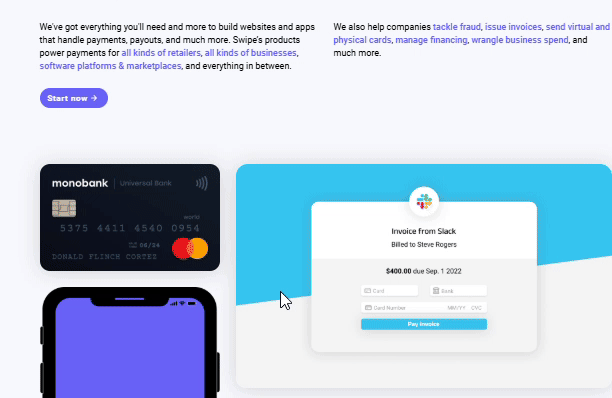 We've got everything you'll need and more to build websites and apps
that handle payments, payouts, and much more. Swipe's products
power payments for all kinds of retailers, all kinds of businesses,
software platforms & marketplaces, and everything in between.
We also help companies tackle fraud, issue invoices, send virtual and
physical cards, manage financing, wrangle business spend, and
much more.
Start now →
monobank | Universal Bank
world
5375 4411 4540 0954
06/24
DONALD FLINCH CORTEZ
Invoice from Slack
Billed to Steve Rogers
$400.00 due Sep. 1 2022
Card
Bank
Card Number MM/YY CVC
Pay Invoice